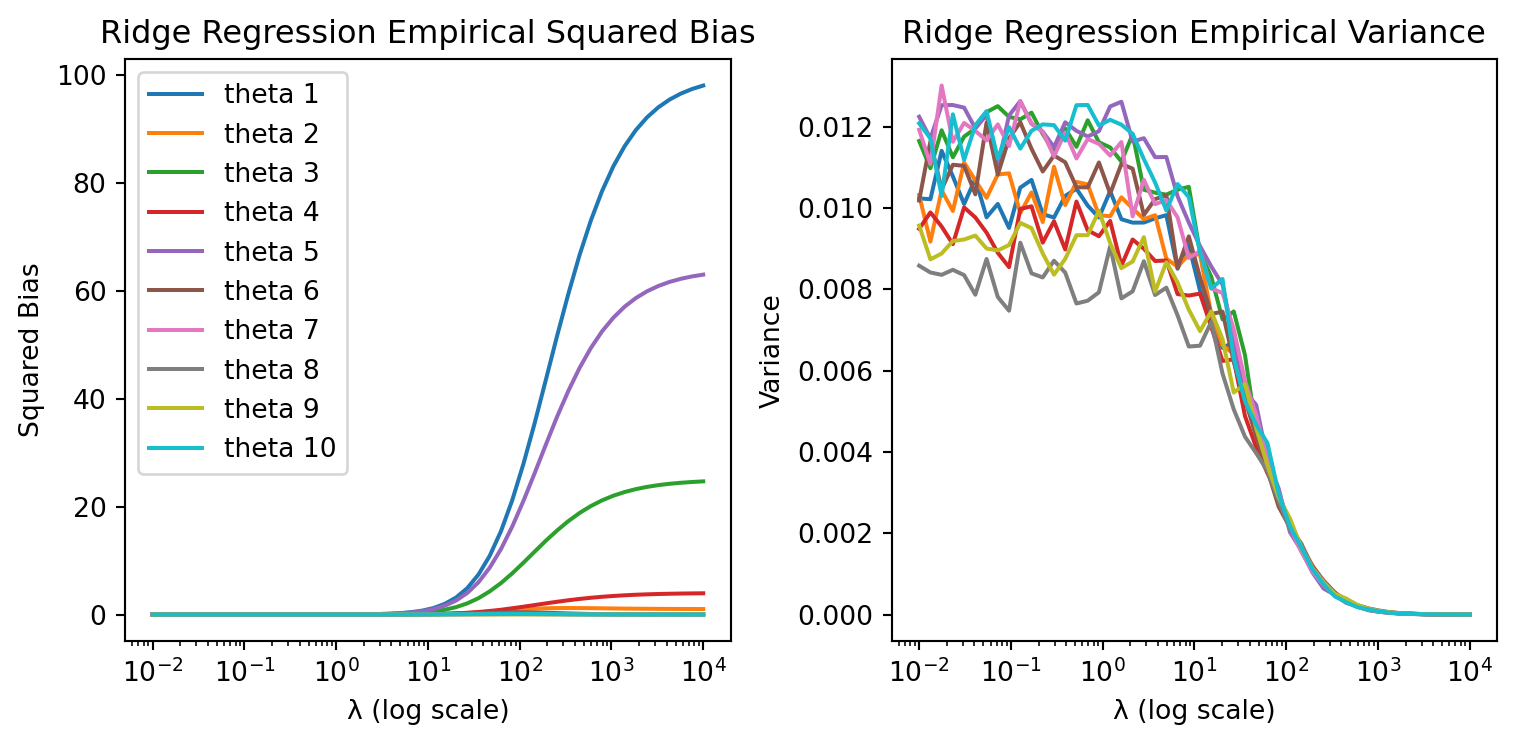 Ridge Regression Empirical Squared Bias
Squared Bias
100
80
60
40
20
0
theta 1
theta 2
theta 3
theta 4
theta 5
theta 6
theta 7
theta 8
theta 9
theta 10
10⁻² 10⁻¹ 10⁰ 10¹ 10² 10³ 10⁴
λ (log scale)
Ridge Regression Empirical Variance
Variance
0.012
0.010
0.008
0.006
0.004
0.002
0.000
10⁻² 10⁻¹ 10⁰ 10¹ 10² 10³ 10⁴
λ (log scale)